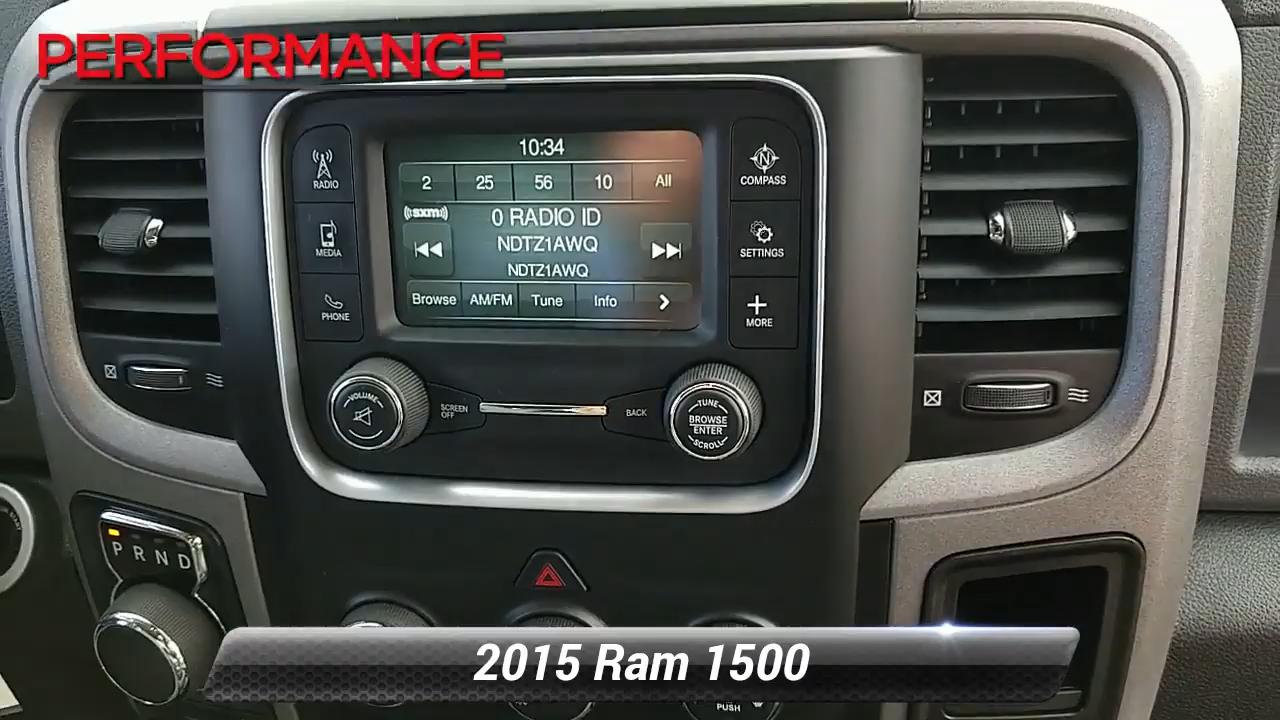 PERFORMANCE
10:34
RADIO
2 25 56 10 All
COMPASS
((sxm))
0 RADIO ID
MEDIA
NDTZ1AWQ
SETTINGS
NDTZ1AWQ
Browse AM/FM Tune Info
PHONE
MORE
VOLUME
SCREEN OFF
BACK
TUNE
BROWSE
ENTER
SCROLL
P R N D
2015 Ram 1500
PUSH